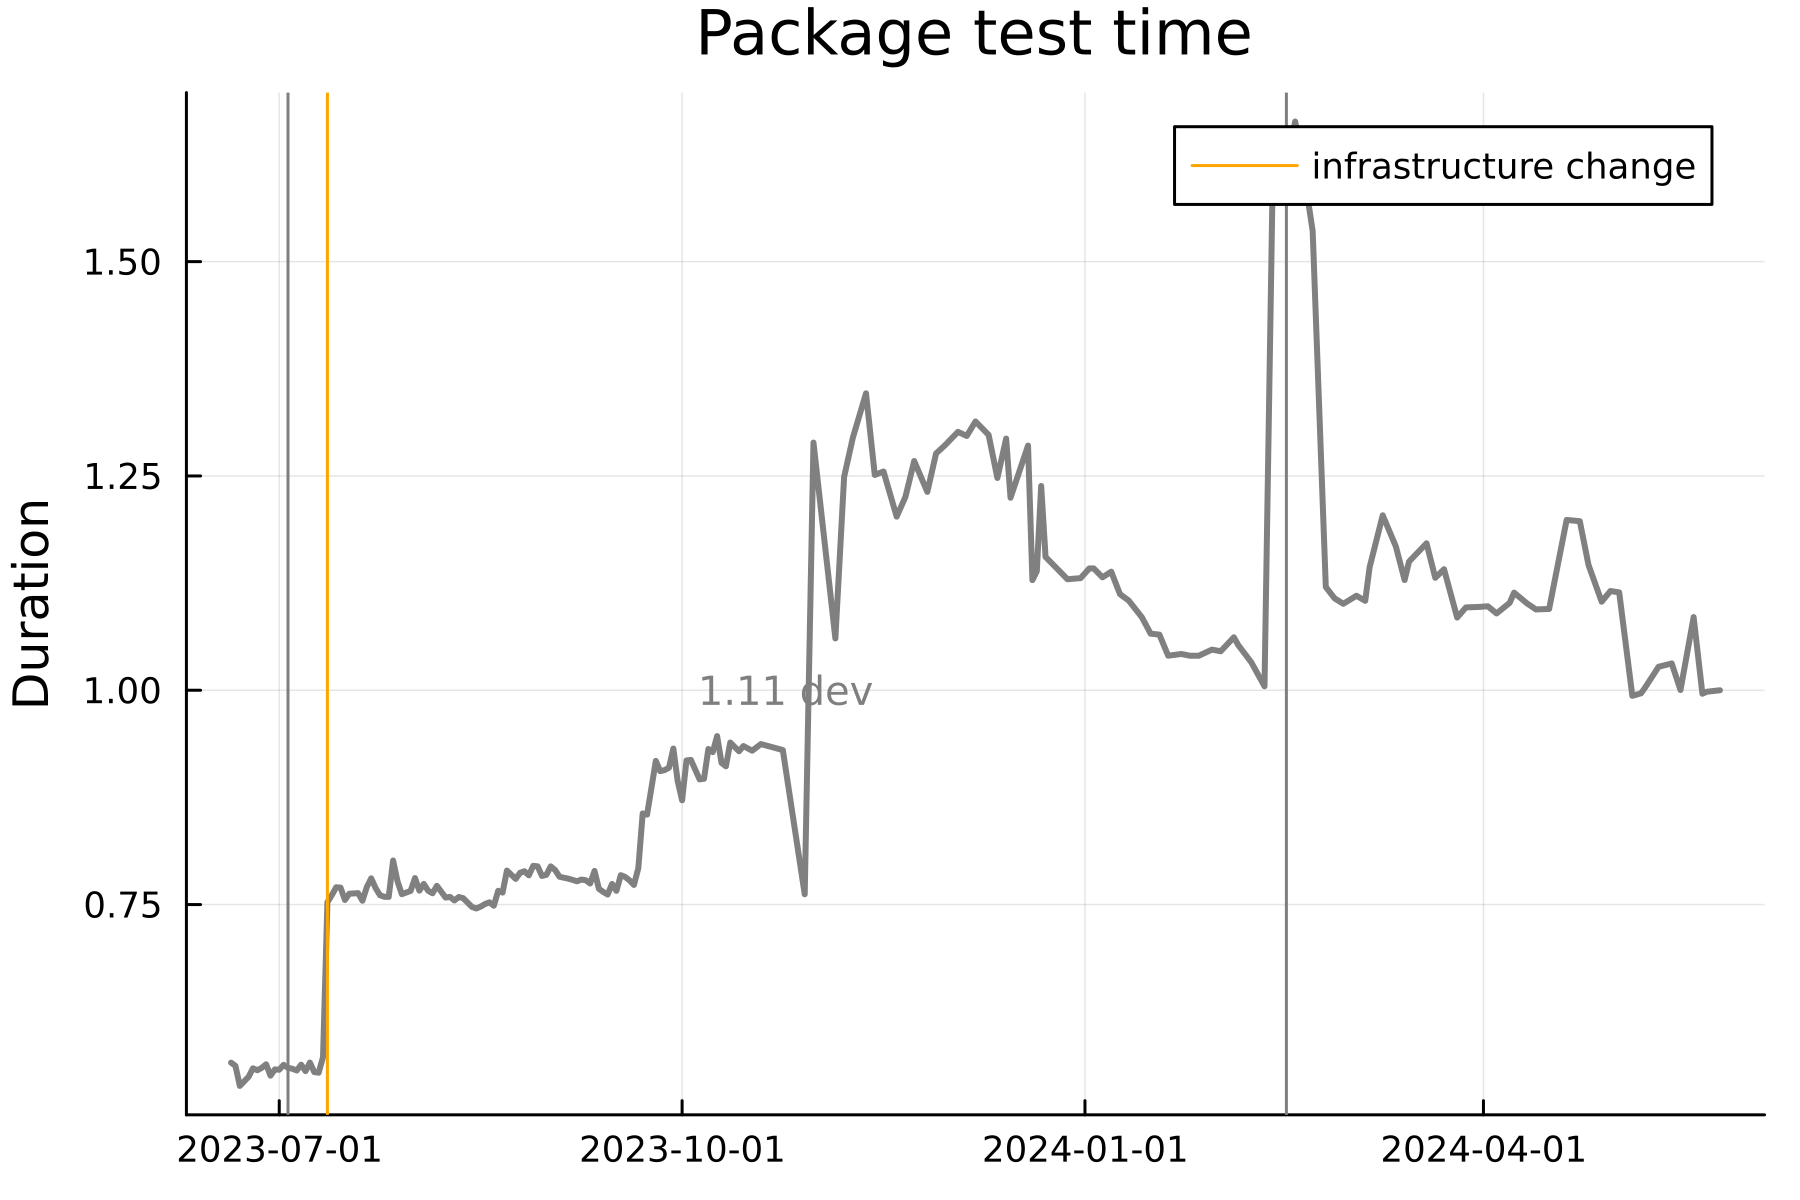 Package test time
infrastructure change
Duration
1.50
1.25
1.00
0.75
1.11 dev
2023-07-01
2023-10-01
2024-01-01
2024-04-01